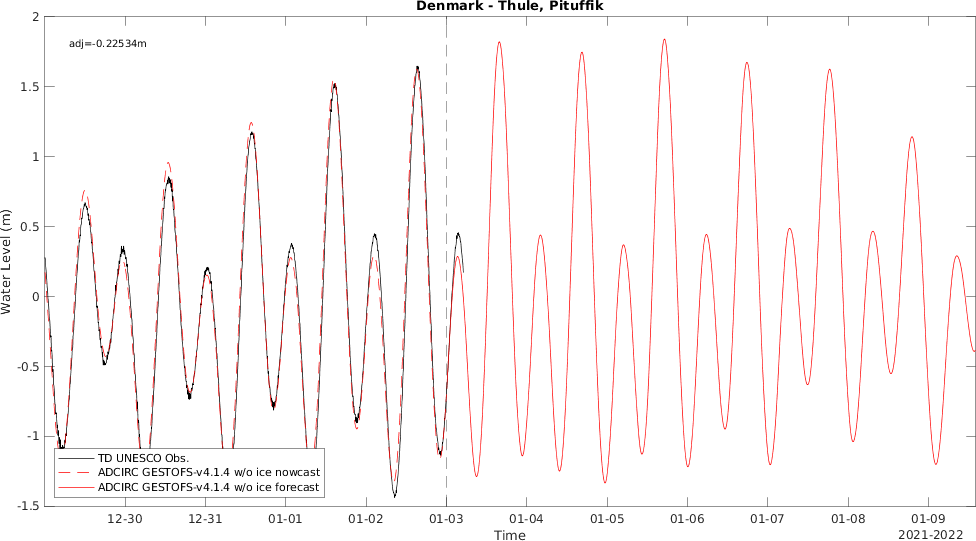 Denmark - Thule, Pituffik
adj=-0.22534m
2
1.5
1
0.5
0
-0.5
-1
-1.5
Water Level (m)
TD UNESCO Obs.
ADCIRC GESTOFS-v4.1.4 w/o ice nowcast
ADCIRC GESTOFS-v4.1.4 w/o ice forecast
12-30 12-31 01-01 01-02 01-03 01-04 01-05 01-06 01-07 01-08 01-09
Time
2021-2022